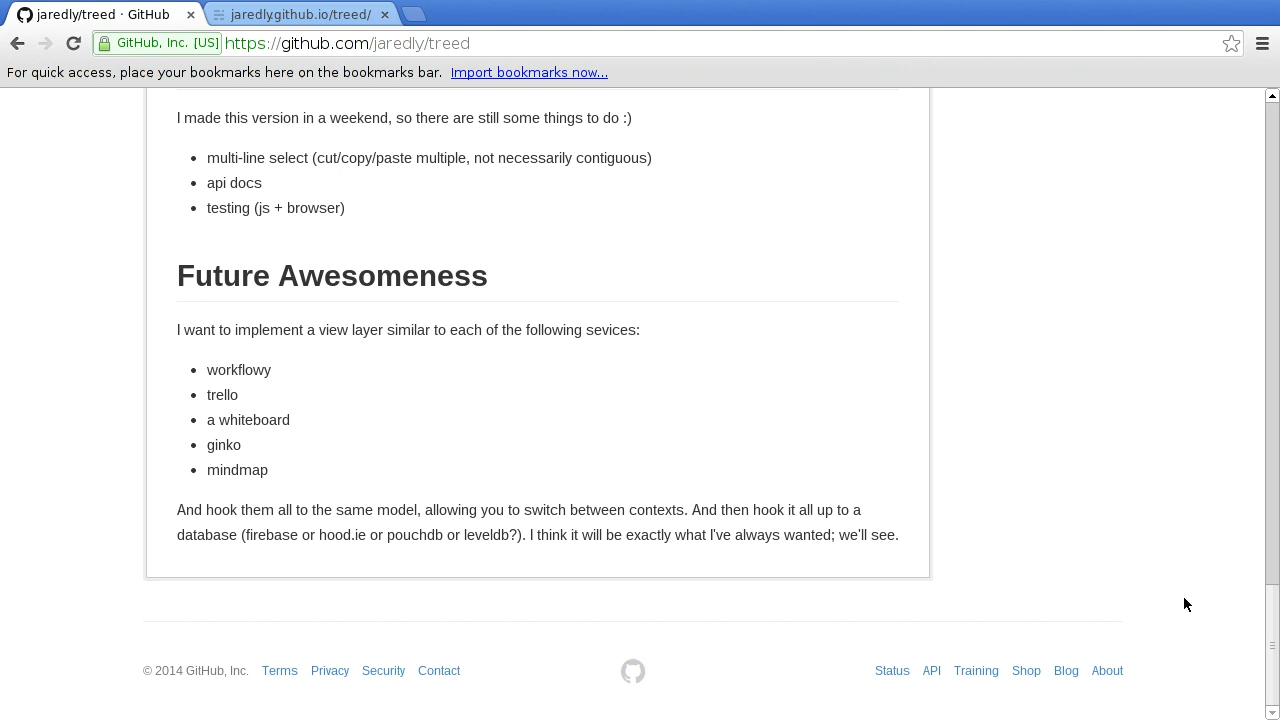 jaredly/treed · GitHub
jaredly.github.io/treed/
GitHub, Inc. [US] https://github.com/jaredly/treed
For quick access, place your bookmarks here on the bookmarks bar. Import bookmarks now...
I made this version in a weekend, so there are still some things to do :)
• multi-line select (cut/copy/paste multiple, not necessarily contiguous)
• api docs
• testing (js + browser)
Future Awesomeness
I want to implement a view layer similar to each of the following sevices:
• workflowy
• trello
• a whiteboard
• ginko
• mindmap
And hook them all to the same model, allowing you to switch between contexts. And then hook it all up to a
database (firebase or hood.ie or pouchdb or leveldb?). I think it will be exactly what I've always wanted; we'll see.
© 2014 GitHub, Inc. Terms Privacy Security Contact
Status API Training Shop Blog About